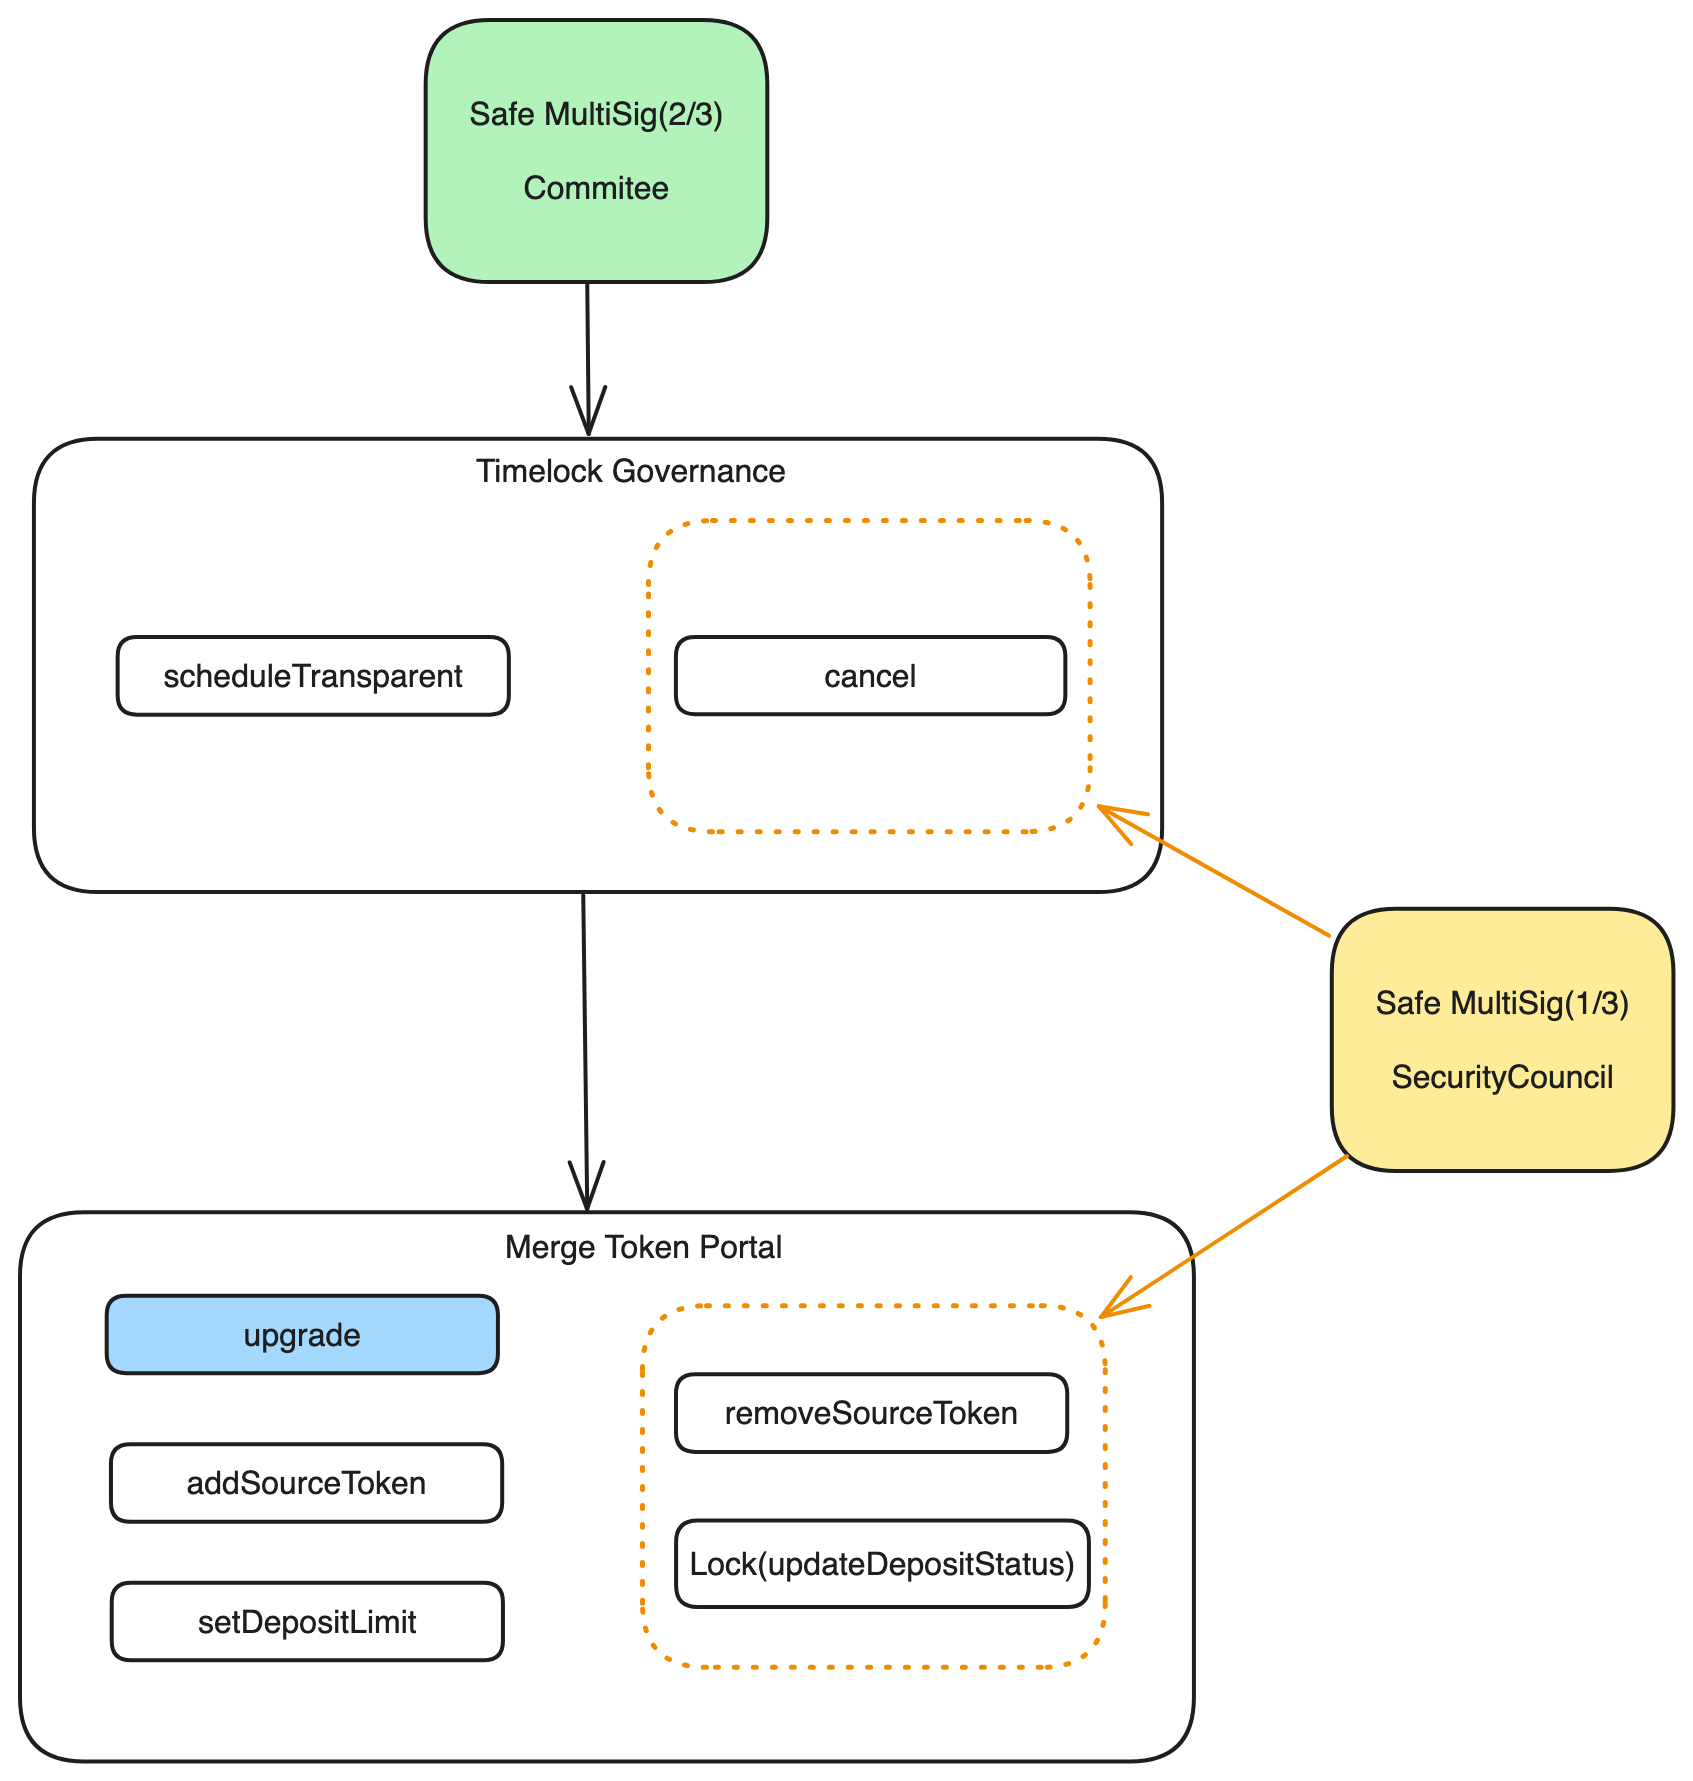 Safe MultiSig(2/3)
Commitee
Timelock Governance
scheduleTransparent
cancel
Safe MultiSig(1/3)
SecurityCouncil
Merge Token Portal
upgrade
removeSourceToken
addSourceToken
Lock(updateDepositStatus)
setDepositLimit